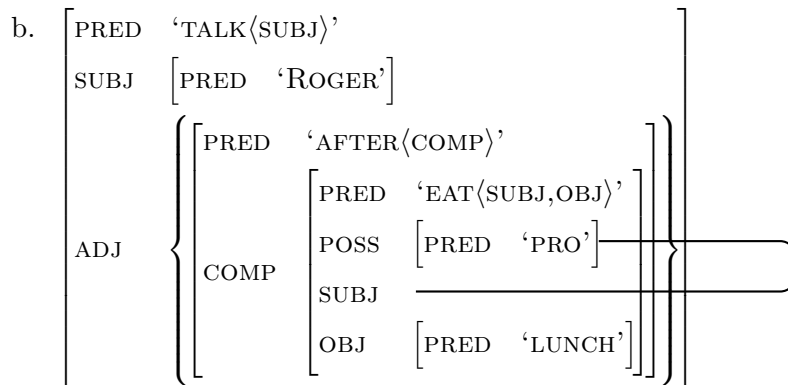 b. PRED ‘TALK⟨SUBJ⟩’
SUBJ [PRED ‘ROGER’]
PRED ‘AFTER⟨COMP⟩’
PRED ‘EAT⟨SUBJ,OBJ⟩’
ADJ
POSS [PRED ‘PRO’]
COMP
SUBJ
OBJ [PRED ‘LUNCH’]